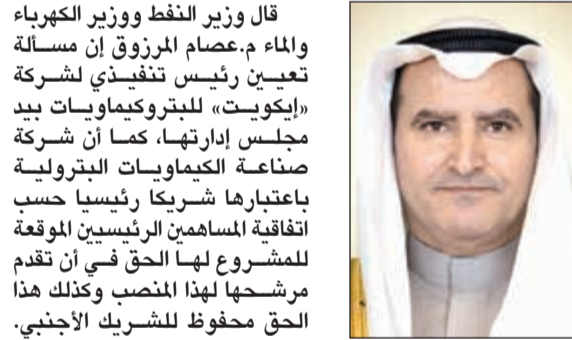 قال وزير النفط ووزير الكهرباء
والماء م.عصام المرزوق إن مسألة
تعيين رئيس تنفيذي لشركة
«إيكويت» للبتروكيماويات بيد
مجلس إدارتها، كما أن شركة
صناعة الكيماويات البترولية
باعتبارها شريكا رئيسيا حسب
اتفاقية المساهمين الرئيسيين الموقعة
للمشروع لها الحق في أن تقدم
مرشحها لهذا المنصب وكذلك هذا
الحق محفوظ للشريك الأجنبي.